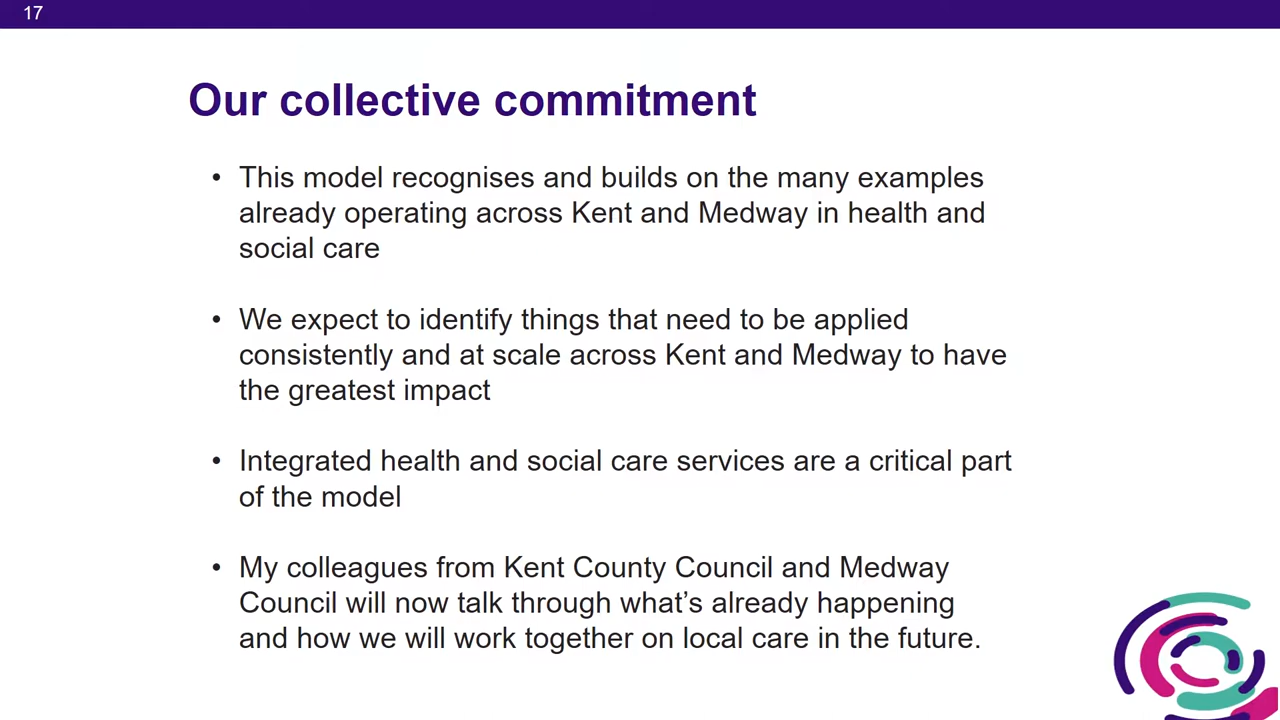 17
Our collective commitment
• This model recognises and builds on the many examples
already operating across Kent and Medway in health and
social care
• We expect to identify things that need to be applied
consistently and at scale across Kent and Medway to have
the greatest impact
• Integrated health and social care services are a critical part
of the model
• My colleagues from Kent County Council and Medway
Council will now talk through what’s already happening
and how we will work together on local care in the future.